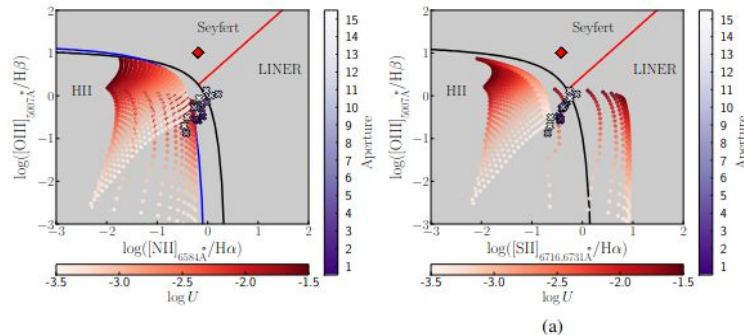 Seyfert
HII
LINER
log([OIII]5007Å/Hβ)
1
0
−1
−2
−3
−3 −2 −1 0 1 2
log([NII]6584Å/Hα)
-3.5 -3.0 -2.5 -2.0 -1.5
log U
15
14
13
12
11
10
9
8
7
6
5
4
3
2
1
Aperture
Seyfert
HII
LINER
log([OIII]5007Å/Hβ)
2
1
0
−1
−2
−3
−3 −2 −1 0 1 2
log([SII]6716,6731Å/Hα)
-3.5 -3.0 -2.5 -2.0 -1.5
log U
15
14
13
12
11
10
9
8
7
6
5
4
3
2
1
Aperture
(a)